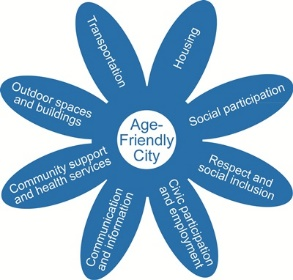 Age-
Friendly
City
Housing
Social participation
Respect and
social inclusion
Civic participation
and employment
Communication
and information
Community support
and health services
Outdoor spaces
and buildings
Transportation